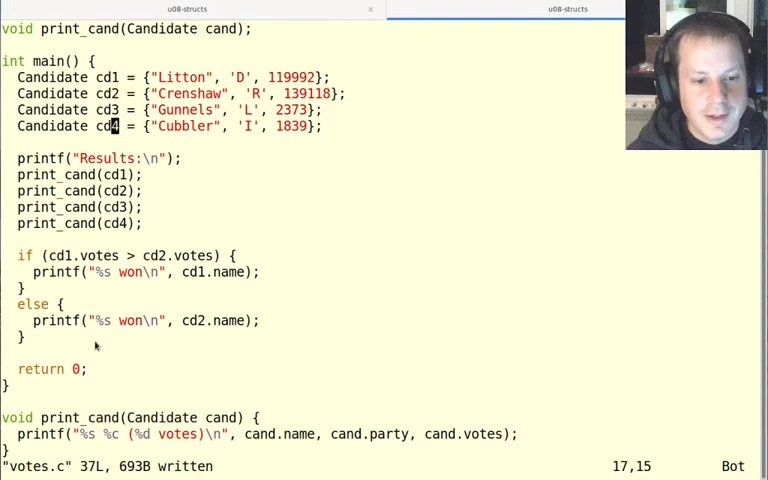 u08-structs × u08-structs
void print_cand(Candidate cand);
int main() {
  Candidate cd1 = {"Litton", 'D', 119992};
  Candidate cd2 = {"Crenshaw", 'R', 139118};
  Candidate cd3 = {"Gunnels", 'L', 2373};
  Candidate cd4 = {"Cubbler", 'I', 1839};
  printf("Results:\n");
  print_cand(cd1);
  print_cand(cd2);
  print_cand(cd3);
  print_cand(cd4);
  if (cd1.votes > cd2.votes) {
    printf("%s won\n", cd1.name);
  }
  else {
    printf("%s won\n", cd2.name);
  }
  return 0;
}
void print_cand(Candidate cand) {
  printf("%s %c (%d votes)\n", cand.name, cand.party, cand.votes);
}
"votes.c" 37L, 693B written 17,15 Bot